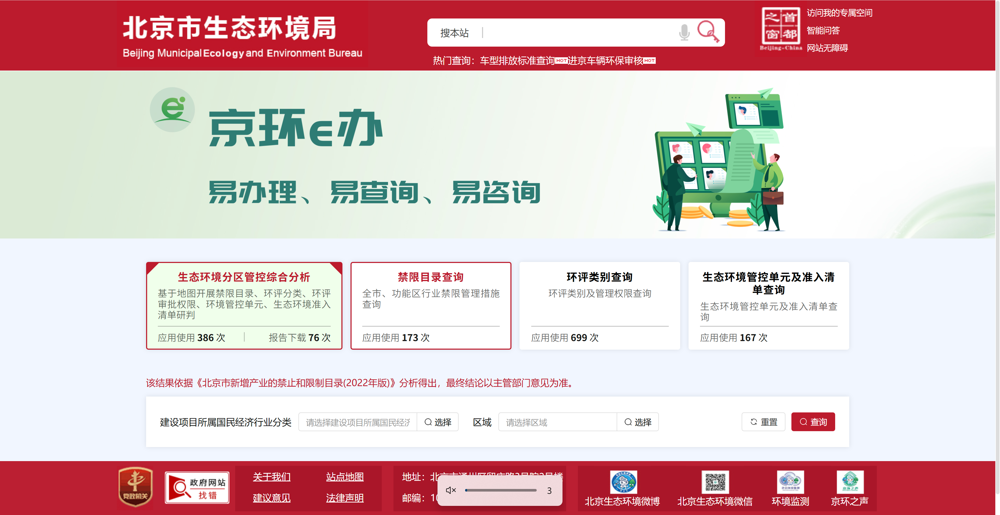 北京市生态环境局
Beijing Municipal Ecology and Environment Bureau
搜本站
热门查询：车型排放标准查询HOT进京车辆环保审核HOT
首都之窗
Beijing-China
访问我的专属空间
智能问答
网站无障碍
京环e办
易办理、易查询、易咨询
生态环境分区管控综合分析
基于地图开展禁限目录、环评分类、环评
审批权限、环境管控单元、生态环境准入
清单研判
应用使用 386 次
报告下载 76 次
禁限目录查询
全市、功能区行业禁限管理措施
查询
应用使用 173 次
环评类别查询
环评类别及管理权限查询
应用使用 699 次
生态环境管控单元及准入清
单查询
生态环境管控单元及准入清单查
询
应用使用 167 次
该结果依据《北京市新增产业的禁止和限制目录(2022年版)》分析得出，最终结论以主管部门意见为准。
建设项目所属国民经济行业分类
请选择建设项目所属国民经济
选择
区域
请选择区域
选择
重置
查询
党政机关
政府网站
找错
关于我们
站点地图
建议意见
法律声明
地址：北
邮编：10
3
北京生态环境微博
北京生态环境微信
环境监测
京环之声